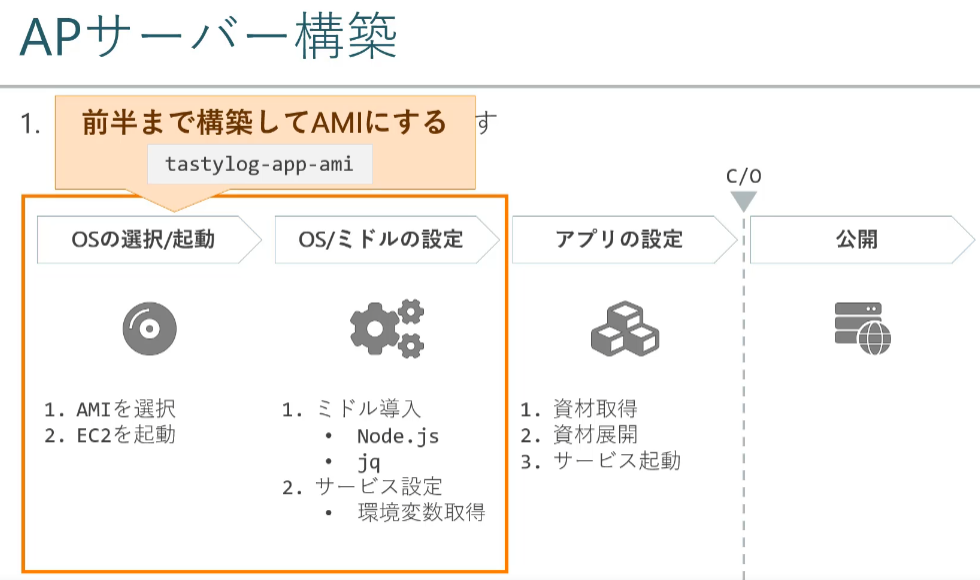 APサーバー構築
1.
前半まで構築してAMIにする
す
tastylog-app-ami
C/O
OSの選択/起動
OS/ミドルの設定
アプリの設定
公開
1. AMIを選択
2. EC2を起動
1. ミドル導入
• Node.js
• jq
2. サービス設定
• 環境変数取得
1. 資材取得
2. 資材展開
3. サービス起動